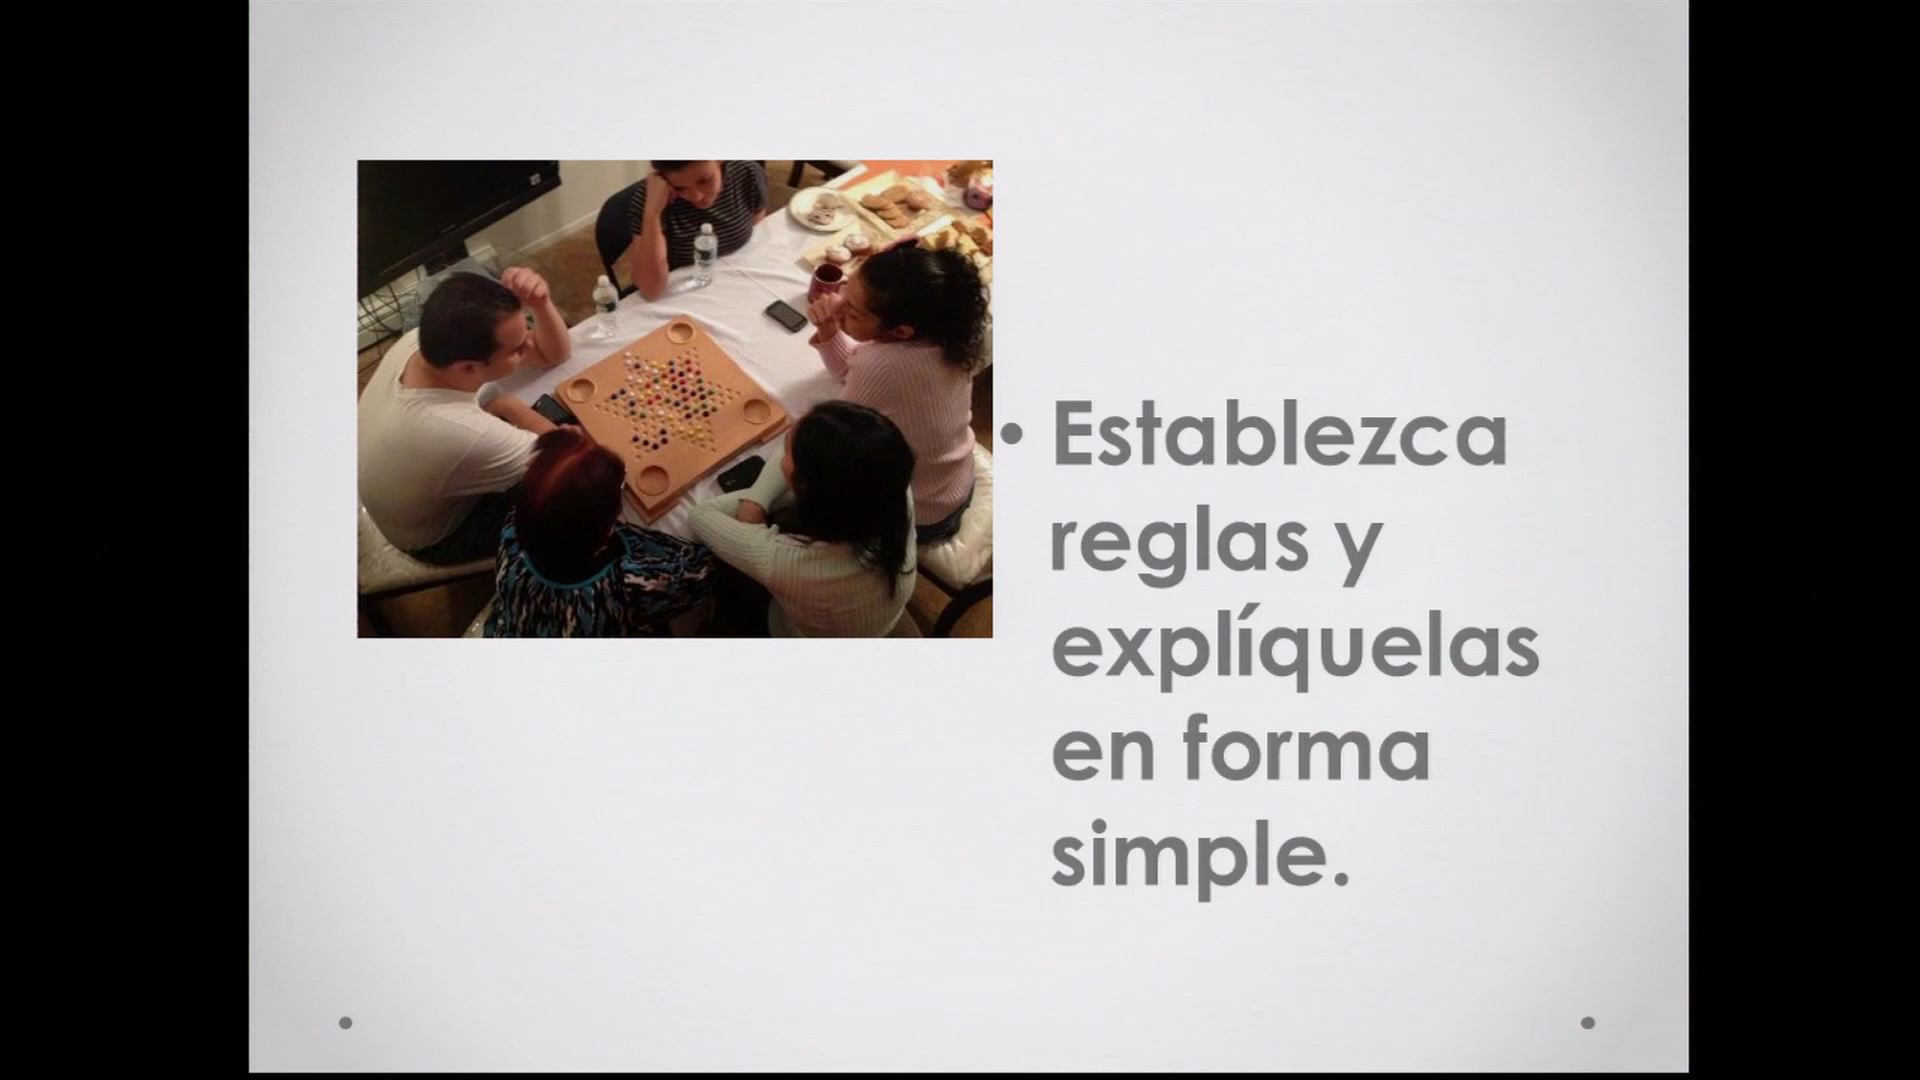 • Establezca
reglas y
explíquelas
en forma
simple.